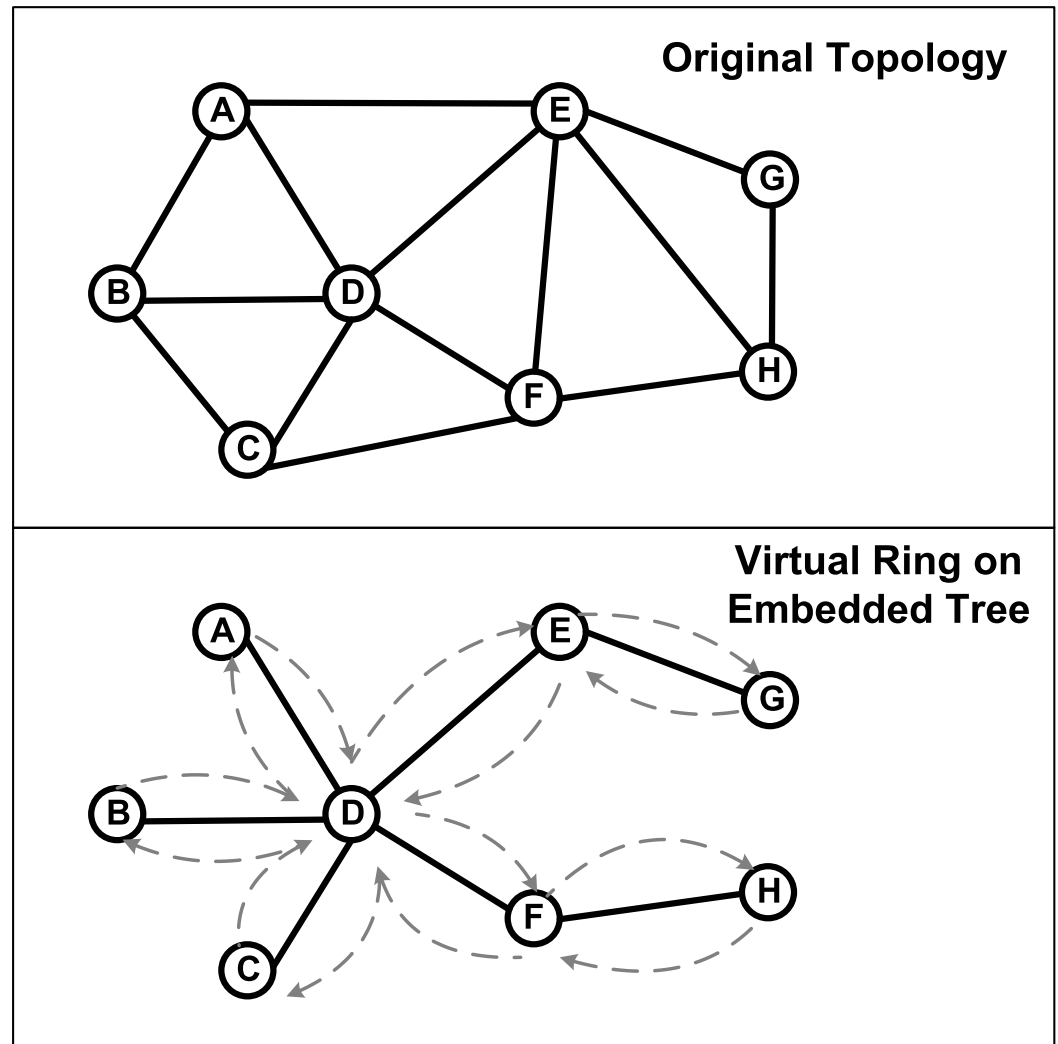 Original Topology
A
E
G
B
D
H
F
C
Virtual Ring on
Embedded Tree
A
E
G
B
D
H
F
C